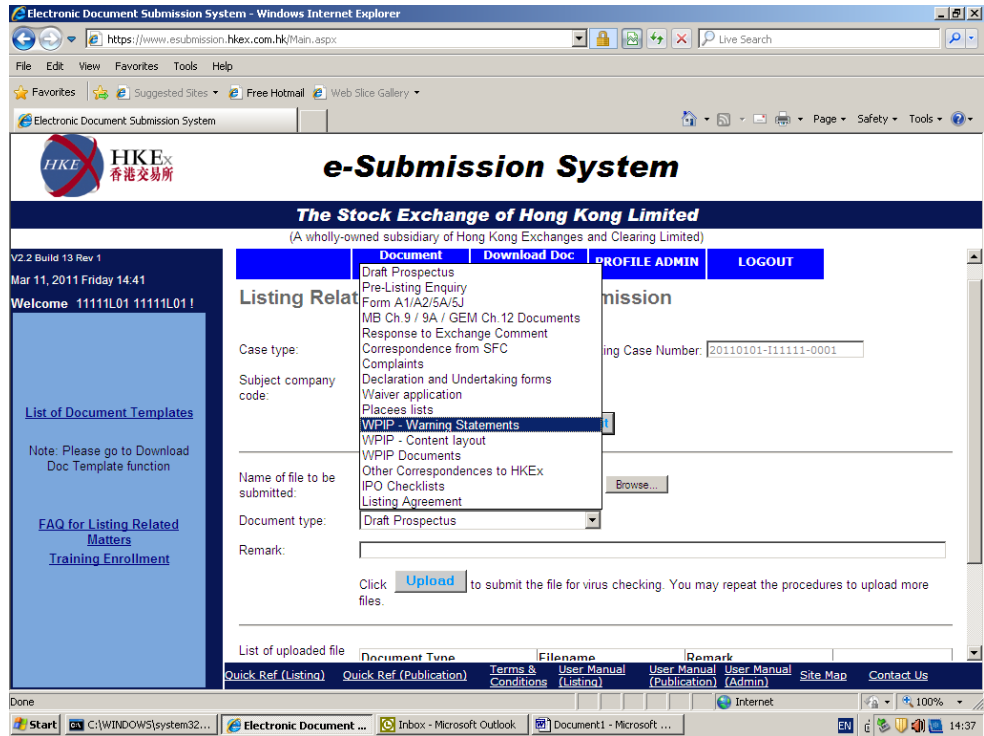 Electronic Document Submission System - Windows Internet Explorer
https://www.esubmission.hkex.com.hk/Main.aspx
Live Search
File Edit View Favorites Tools Help
Favorites Suggested Sites Free Hotmail Web Slice Gallery
Electronic Document Submission System
Page Safety Tools
HKEx
HKEx
香港交易所
e-Submission System
The Stock Exchange of Hong Kong Limited
(A wholly-owned subsidiary of Hong Kong Exchanges and Clearing Limited)
V2.2 Build 13 Rev 1
Mar 11, 2011 Friday 14:41
Welcome 11111L01 11111L01 !
List of Document Templates
Note: Please go to Download
Doc Template function
FAQ for Listing Related
Matters
Training Enrollment
Document Download Doc PROFILE ADMIN LOGOUT
Listing Relat mission
Case type:
ing Case Number: 20110101-I11111-0001
Subject company
code:
it
Draft Prospectus
Pre-Listing Enquiry
Form A1/A2/5A/5J
MB Ch.9 / 9A / GEM Ch.12 Documents
Response to Exchange Comment
Correspondence from SFC
Complaints
Declaration and Undertaking forms
Waiver application
Placees lists
WPIP - Warning Statements
WPIP - Content layout
WPIP Documents
Other Correspondences to HKEx
IPO Checklists
Listing Agreement
Name of file to be
submitted:
Browse...
Document type: Draft Prospectus
Remark:
Click Upload to submit the file for virus checking. You may repeat the procedures to upload more
files.
List of uploaded file
Document Type Filename Remark
Quick Ref (Listing) Quick Ref (Publication) Terms & Conditions User Manual (Listing) User Manual (Publication) User Manual (Admin) Site Map Contact Us
Done Internet 100%
Start C:\WINDOWS\system32... Electronic Document ... Inbox - Microsoft Outlook Document1 - Microsoft ... EN 14:37